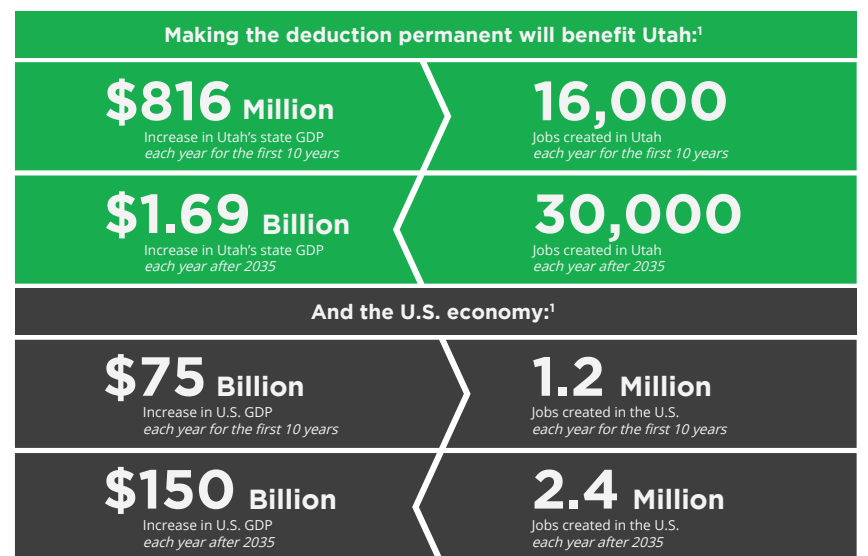 Making the deduction permanent will benefit Utah:¹
$816 Million
Increase in Utah's state GDP
each year for the first 10 years
16,000
Jobs created in Utah
each year for the first 10 years
$1.69 Billion
Increase in Utah's state GDP
each year after 2035
30,000
Jobs created in Utah
each year after 2035
And the U.S. economy:¹
$75 Billion
Increase in U.S. GDP
each year for the first 10 years
1.2 Million
Jobs created in the U.S.
each year for the first 10 years
$150 Billion
Increase in U.S. GDP
each year after 2035
2.4 Million
Jobs created in the U.S.
each year after 2035